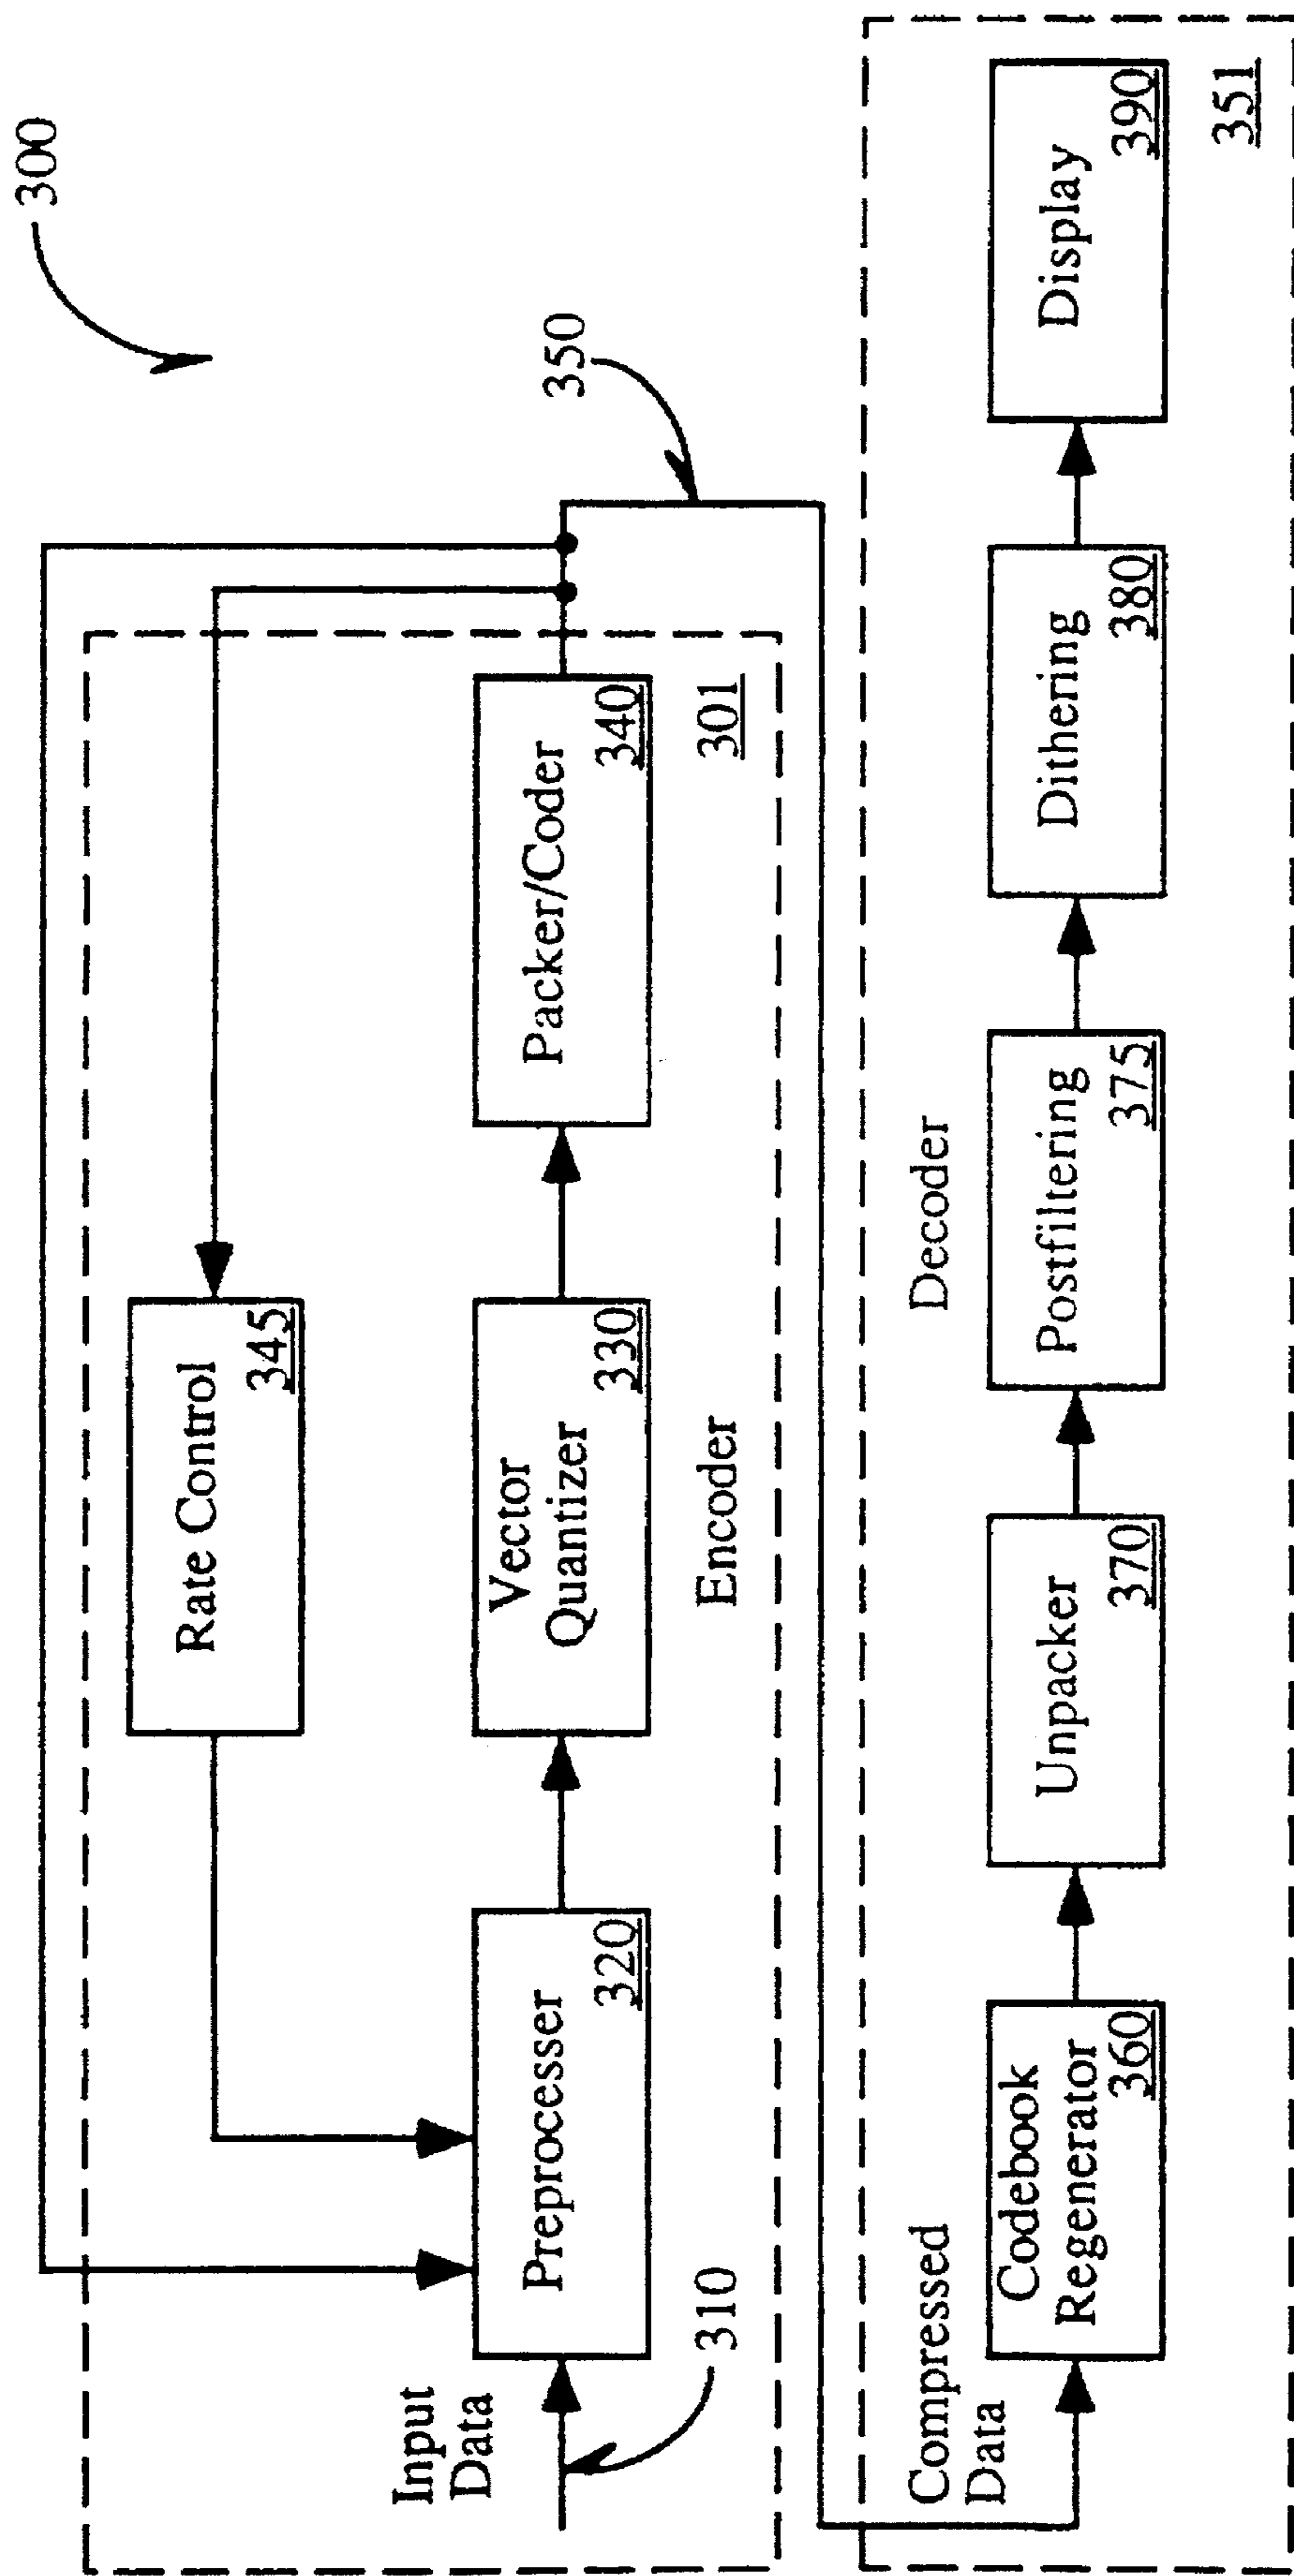 300
Rate Control
345
Input
Data
310
Preprocesser
320
Vector
Quantizer
330
Packer/Coder
340
350
Encoder
301
Compressed
Data
Decoder
Codebook
Regenerator
360
Unpacker
370
Postfiltering
375
Dithering
380
Display
390
351